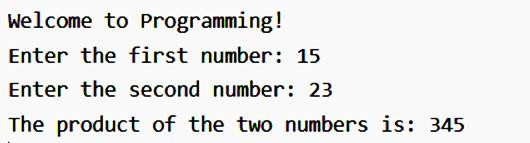 Welcome to Programming!
Enter the first number: 15
Enter the second number: 23
The product of the two numbers is: 345